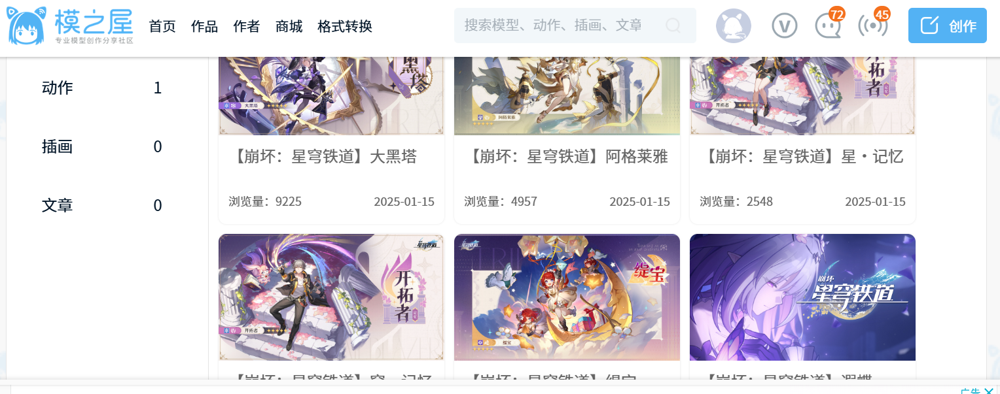 模之屋
专业模型创作分享社区
首页 作品 作者 商城 格式转换
搜索模型、动作、插画、文章
V
72
45
创作
动作 1
插画 0
文章 0
黑塔
大黑塔
阿格莱雅
开拓者
开拓者
【崩坏：星穹铁道】大黑塔
浏览量：9225 2025-01-15
【崩坏：星穹铁道】阿格莱雅
浏览量：4957 2025-01-15
【崩坏：星穹铁道】星·记忆
浏览量：2548 2025-01-15
星穹铁道
开拓者
开拓者
缇宝
缇宝
崩坏
星穹铁道
【崩坏：星穹铁道】穹·记忆
【崩坏：星穹铁道】缇宝
【崩坏：星穹铁道】遐蝶
广告